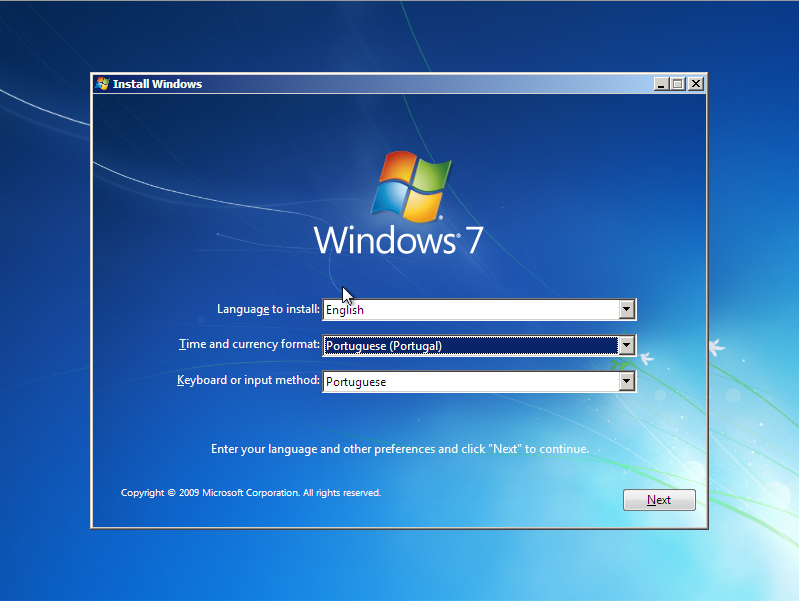 Install Windows
Windows® 7
Language to install: English
Time and currency format: Portuguese (Portugal)
Keyboard or input method: Portuguese
Enter your language and other preferences and click "Next" to continue.
Copyright © 2009 Microsoft Corporation. All rights reserved.
Next